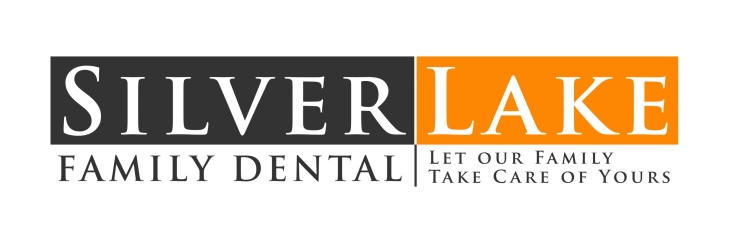 SILVER LAKE
FAMILY DENTAL
LET OUR FAMILY
TAKE CARE OF YOURS